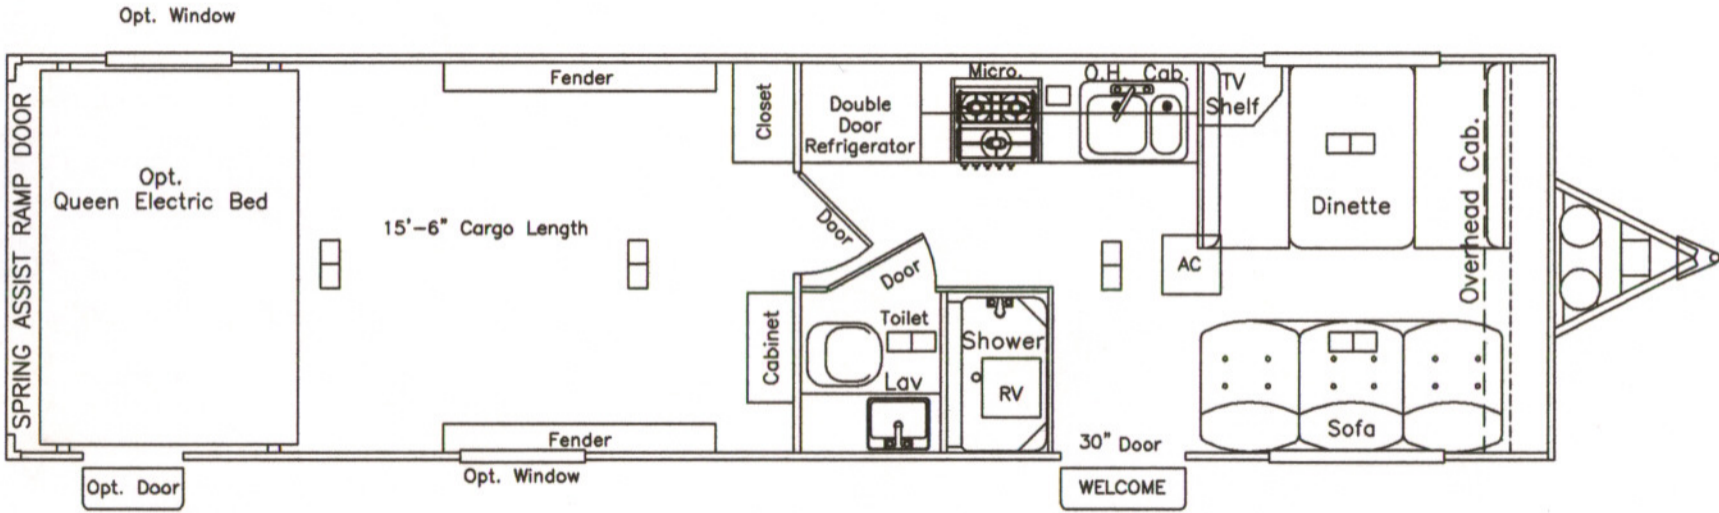 Opt. Window
SPRING ASSIST RAMP DOOR
Opt.
Queen Electric Bed
Fender
15'-6" Cargo Length
Fender
Opt. Door
Opt. Window
Closet
Cabinet
Double
Door
Refrigerator
Door
Door
Micro.
O.H. Cab.
TV
Shelf
Dinette
Overhead Cab.
AC
Toilet
Lav
Shower
RV
30" Door
WELCOME
Sofa